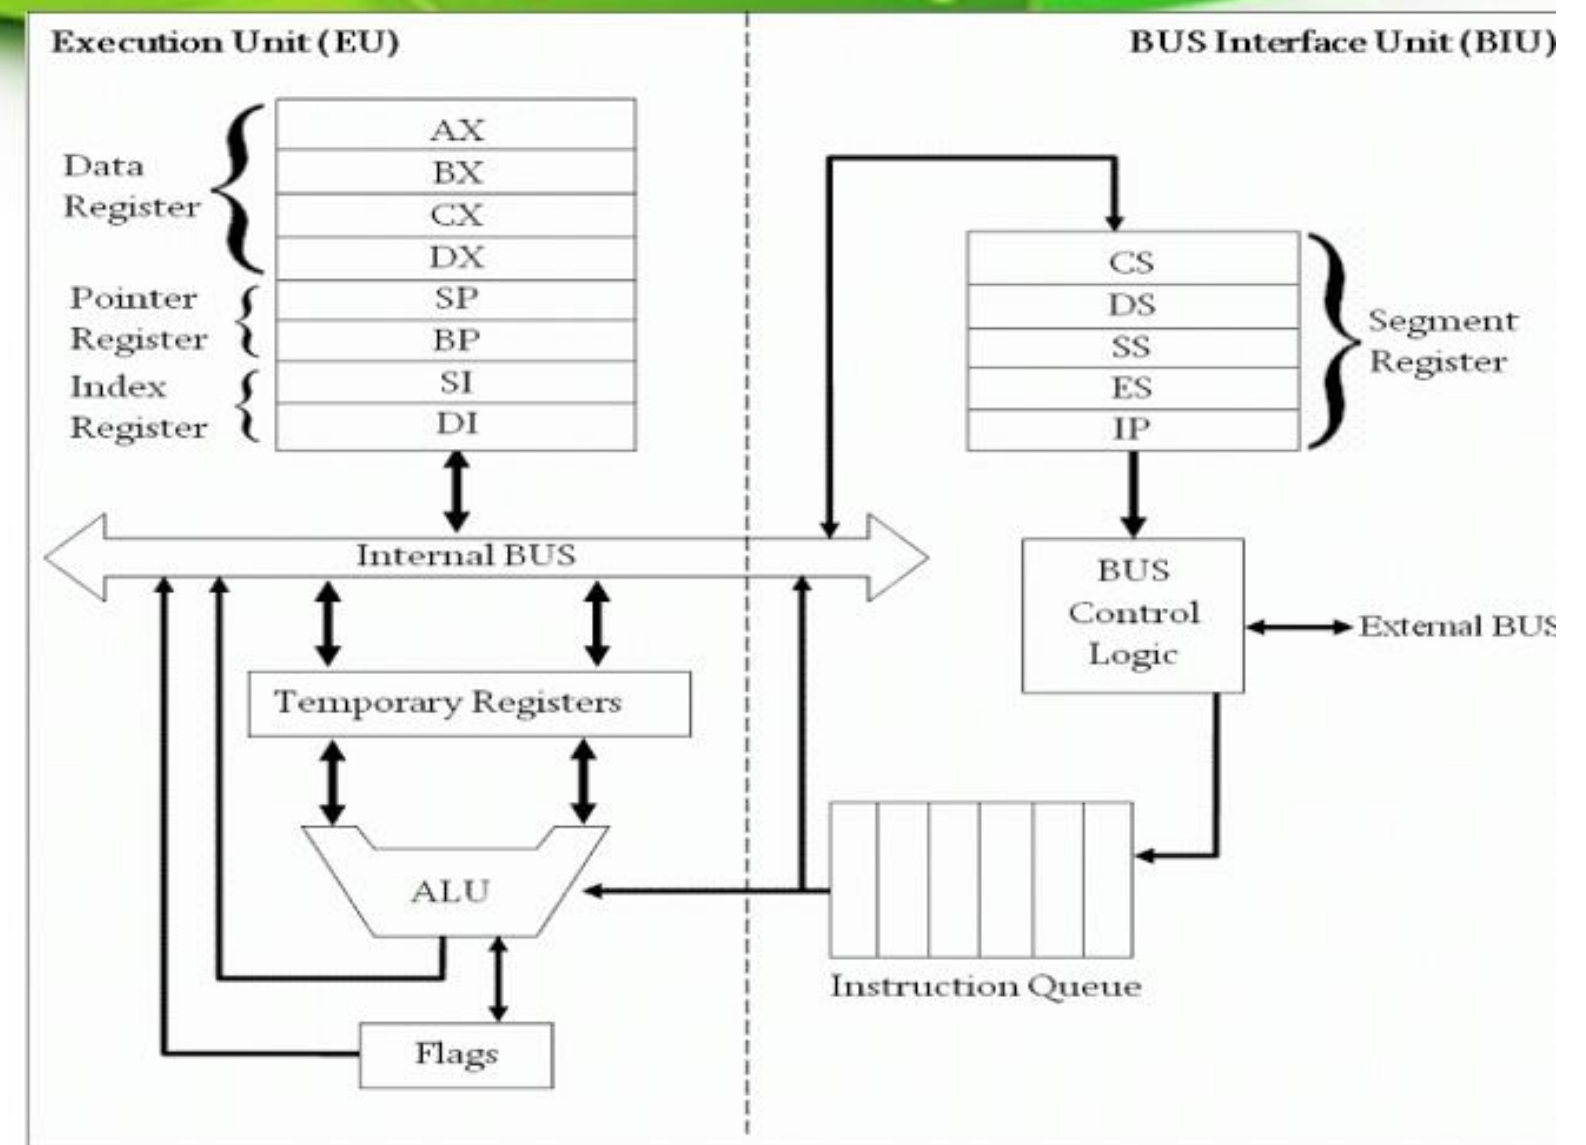 Execution Unit (EU)
BUS Interface Unit (BIU)
Data
Register
AX
BX
CX
DX
Pointer
Register
SP
BP
Index
Register
SI
DI
CS
DS
SS
ES
IP
Segment
Register
Internal BUS
BUS
Control
Logic
External BUS
Temporary Registers
ALU
Instruction Queue
Flags